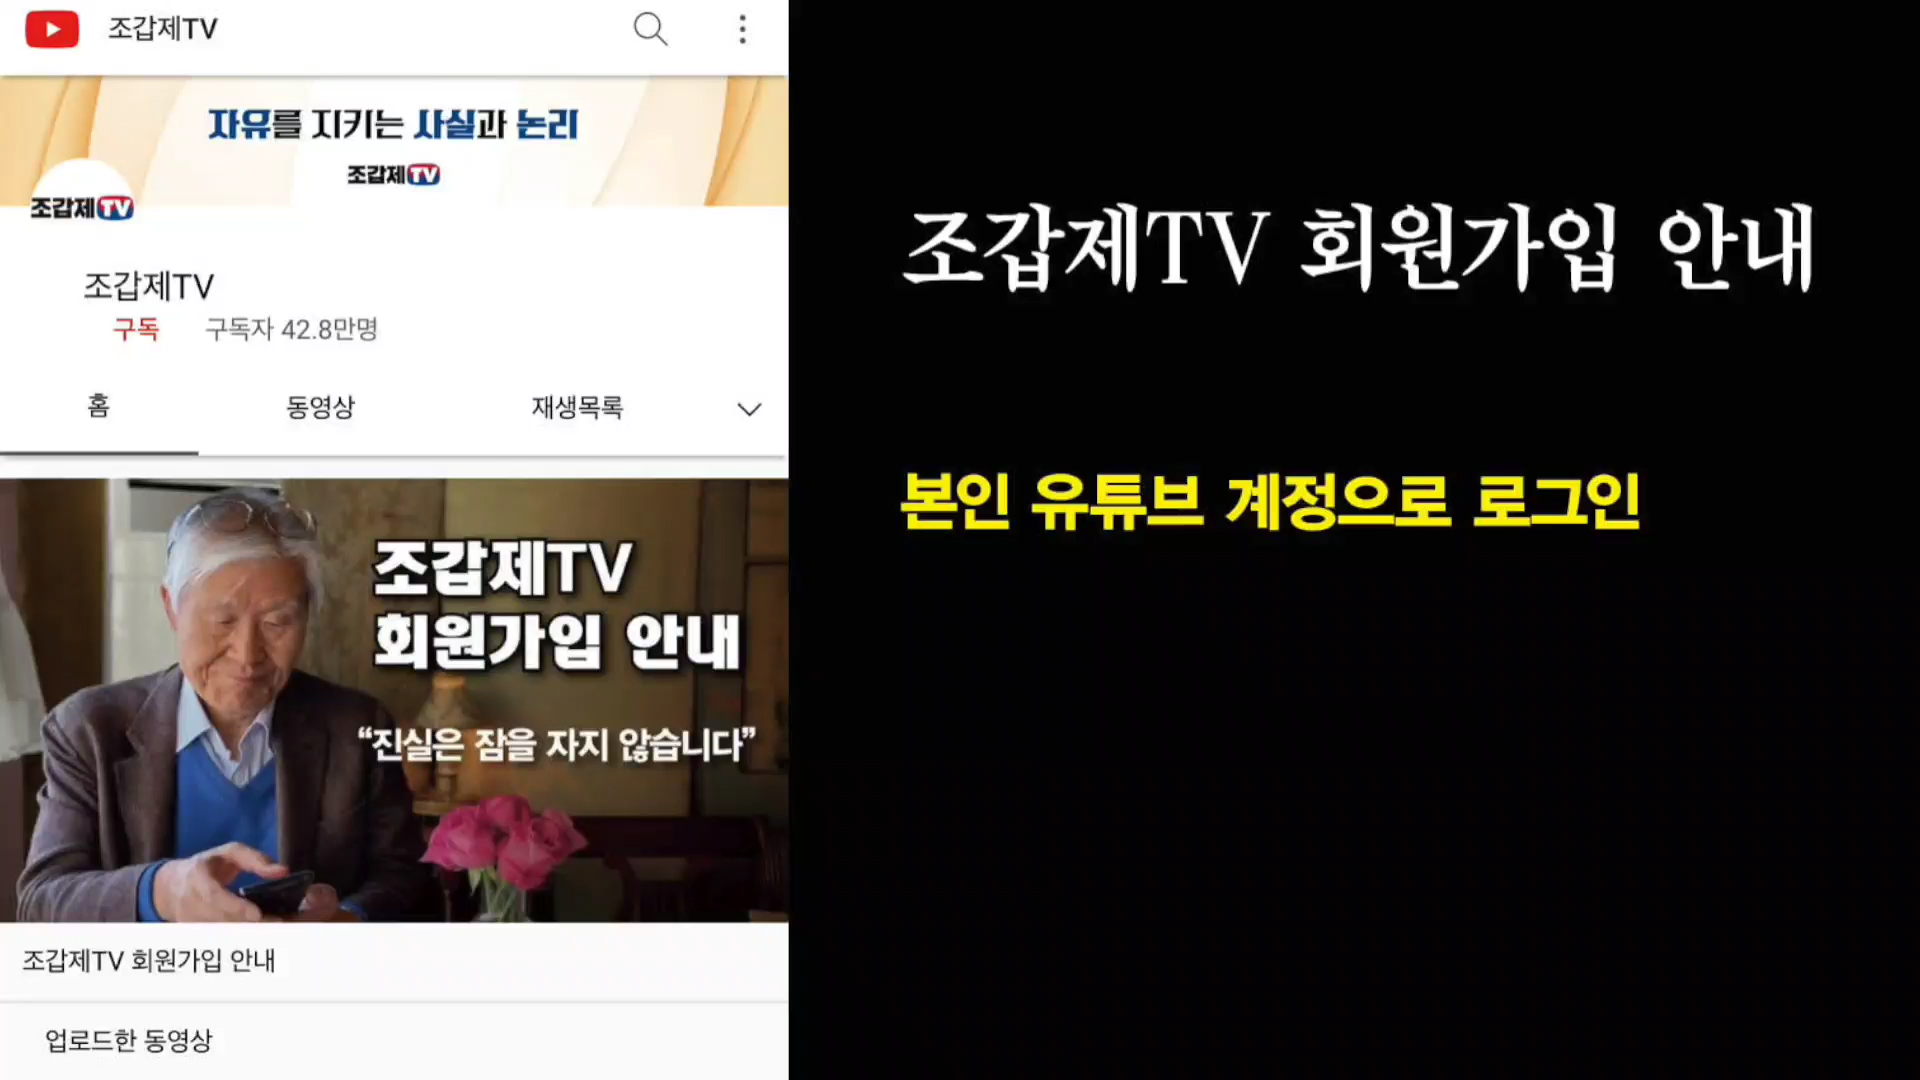 조갑제TV
자유를 지키는 사실과 논리
조갑제TV
조갑제TV
조갑제TV
구독 구독자 42.8만명
홈 동영상 재생목록
조갑제TV
회원가입 안내
“진실은 잠을 자지 않습니다”
조갑제TV 회원가입 안내
업로드한 동영상
조갑제TV 회원가입 안내
본인 유튜브 계정으로 로그인